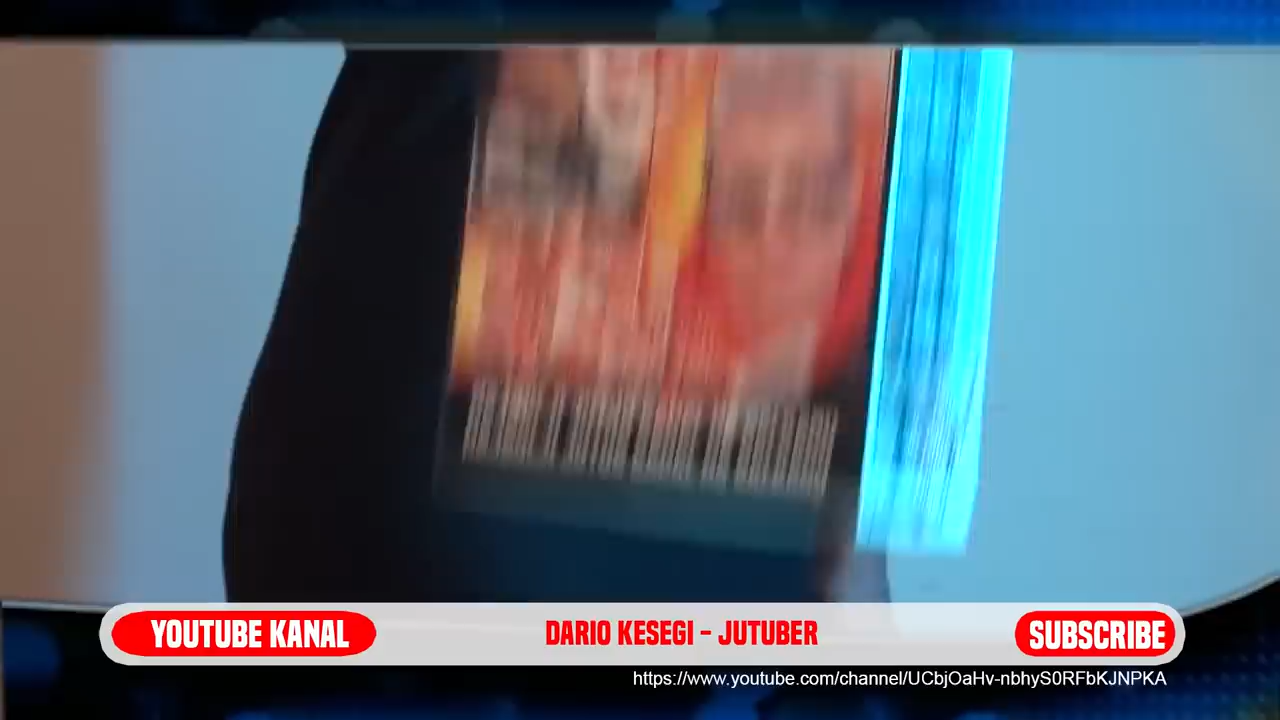 YOUTUBE KANAL
DARIO KESEGI - JUTUBER
SUBSCRIBE
https://www.youtube.com/channel/UCbjOaHv-nbhyS0RFbKJNPKA